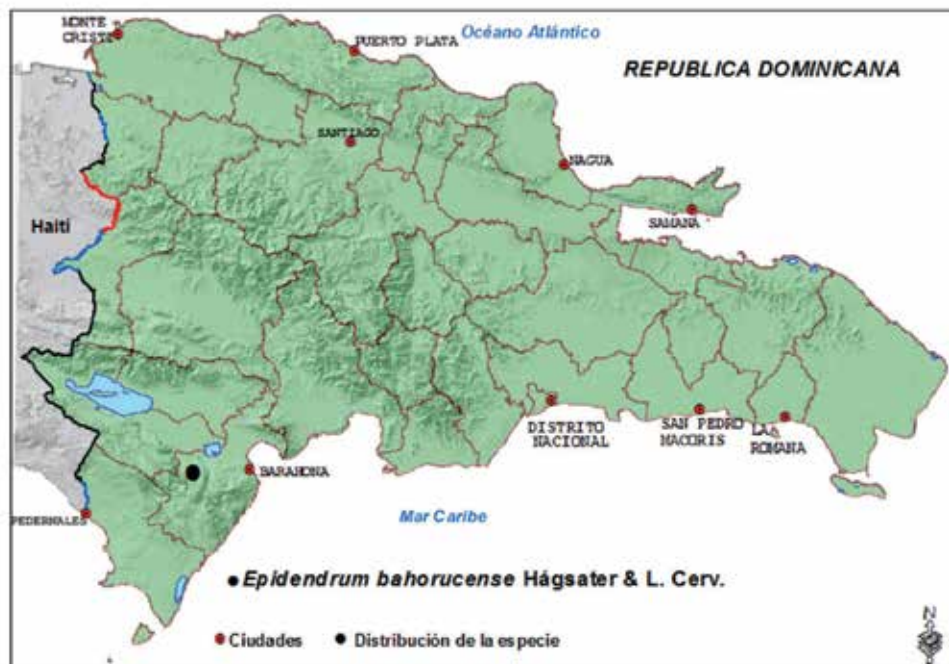 MONTE
CRISTI
PUERTO PLATA
Océano Atlántico
REPUBLICA DOMINICANA
SANTIAGO
NAGUA
SAMANA
Haití
DISTRITO
NACIONAL
SAN PEDRO
MACORIS
LA
ROMANA
BARAHONA
PEDERNALES
Mar Caribe
Epidendrum bahorucense Hágsater & L. Cerv.
Ciudades
Distribución de la especie
N